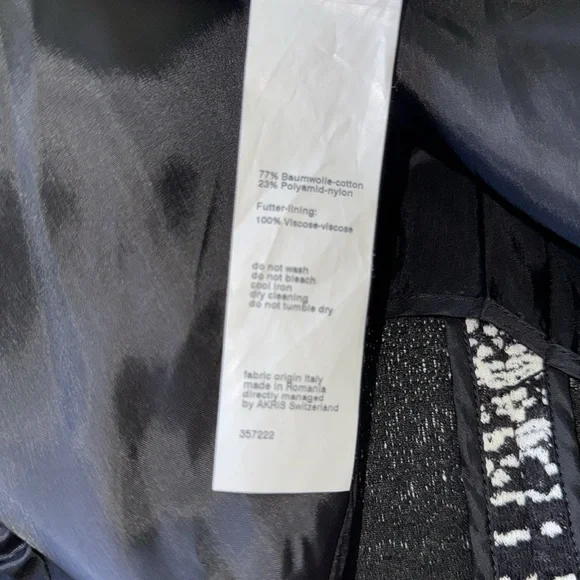 77% Baumwolle-cotton
23% Polyamid-nylon
Futter-lining:
100% Viscose-viscose
do not wash
do not bleach
cool iron
dry cleaning
do not tumble dry
fabric origin Italy
made in Romania
directly managed
by AKRIS Switzerland
357222